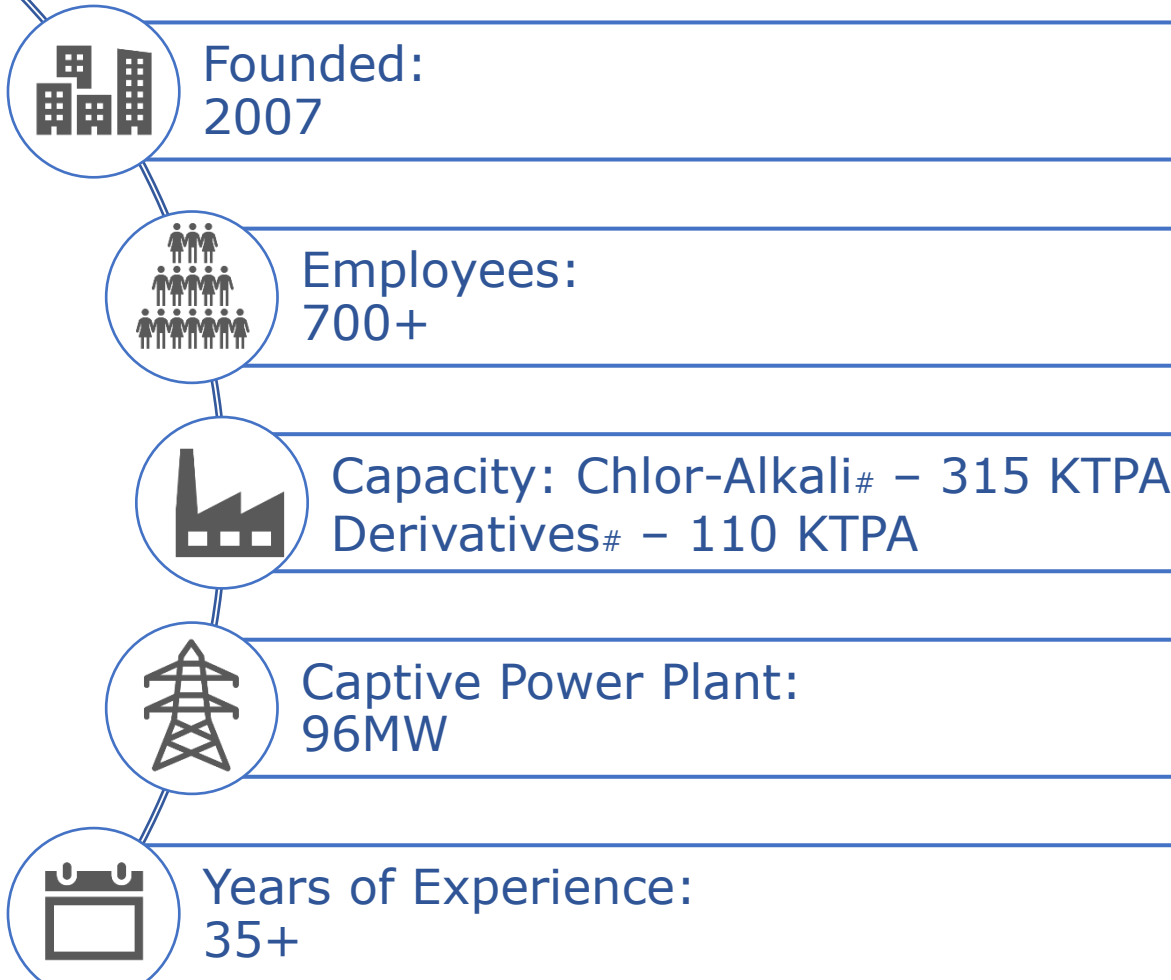 Founded:
2007
Employees:
700+
Capacity: Chlor-Alkali# – 315 KTPA
Derivatives# – 110 KTPA
Captive Power Plant:
96MW
Years of Experience:
35+